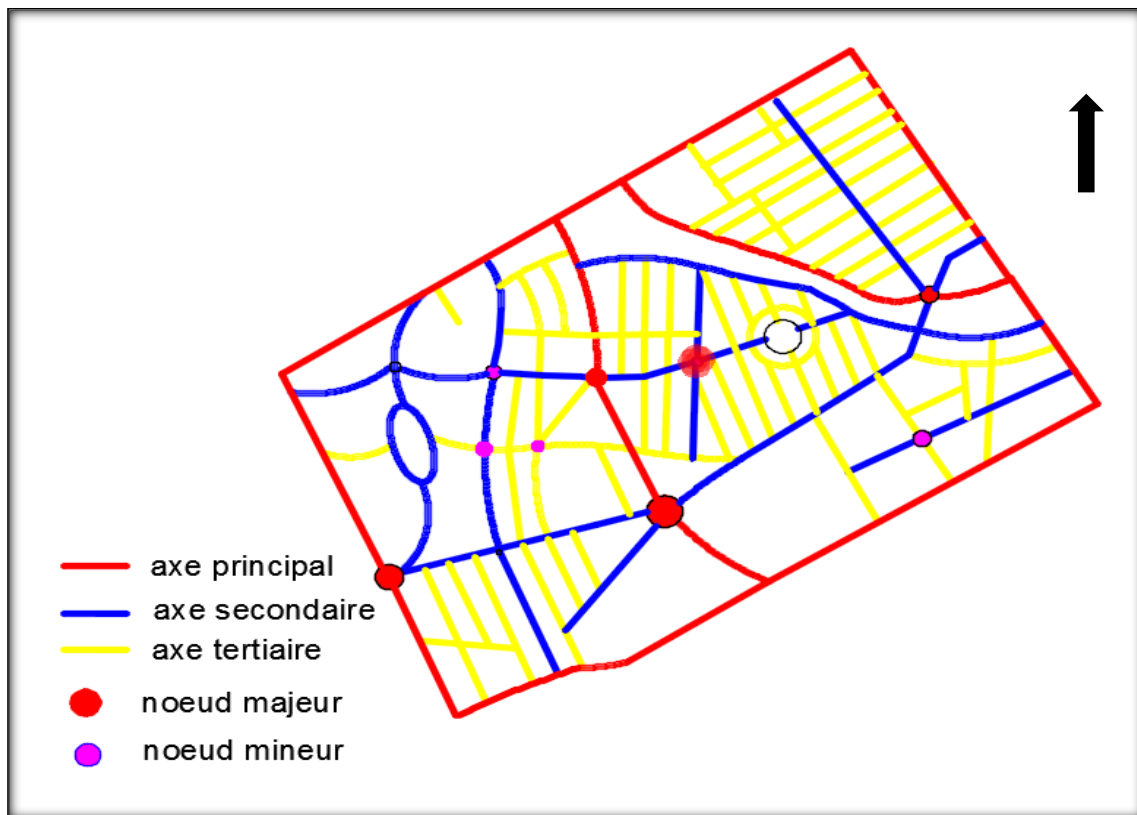 axe principal
axe secondaire
axe tertiaire
noeud majeur
noeud mineur